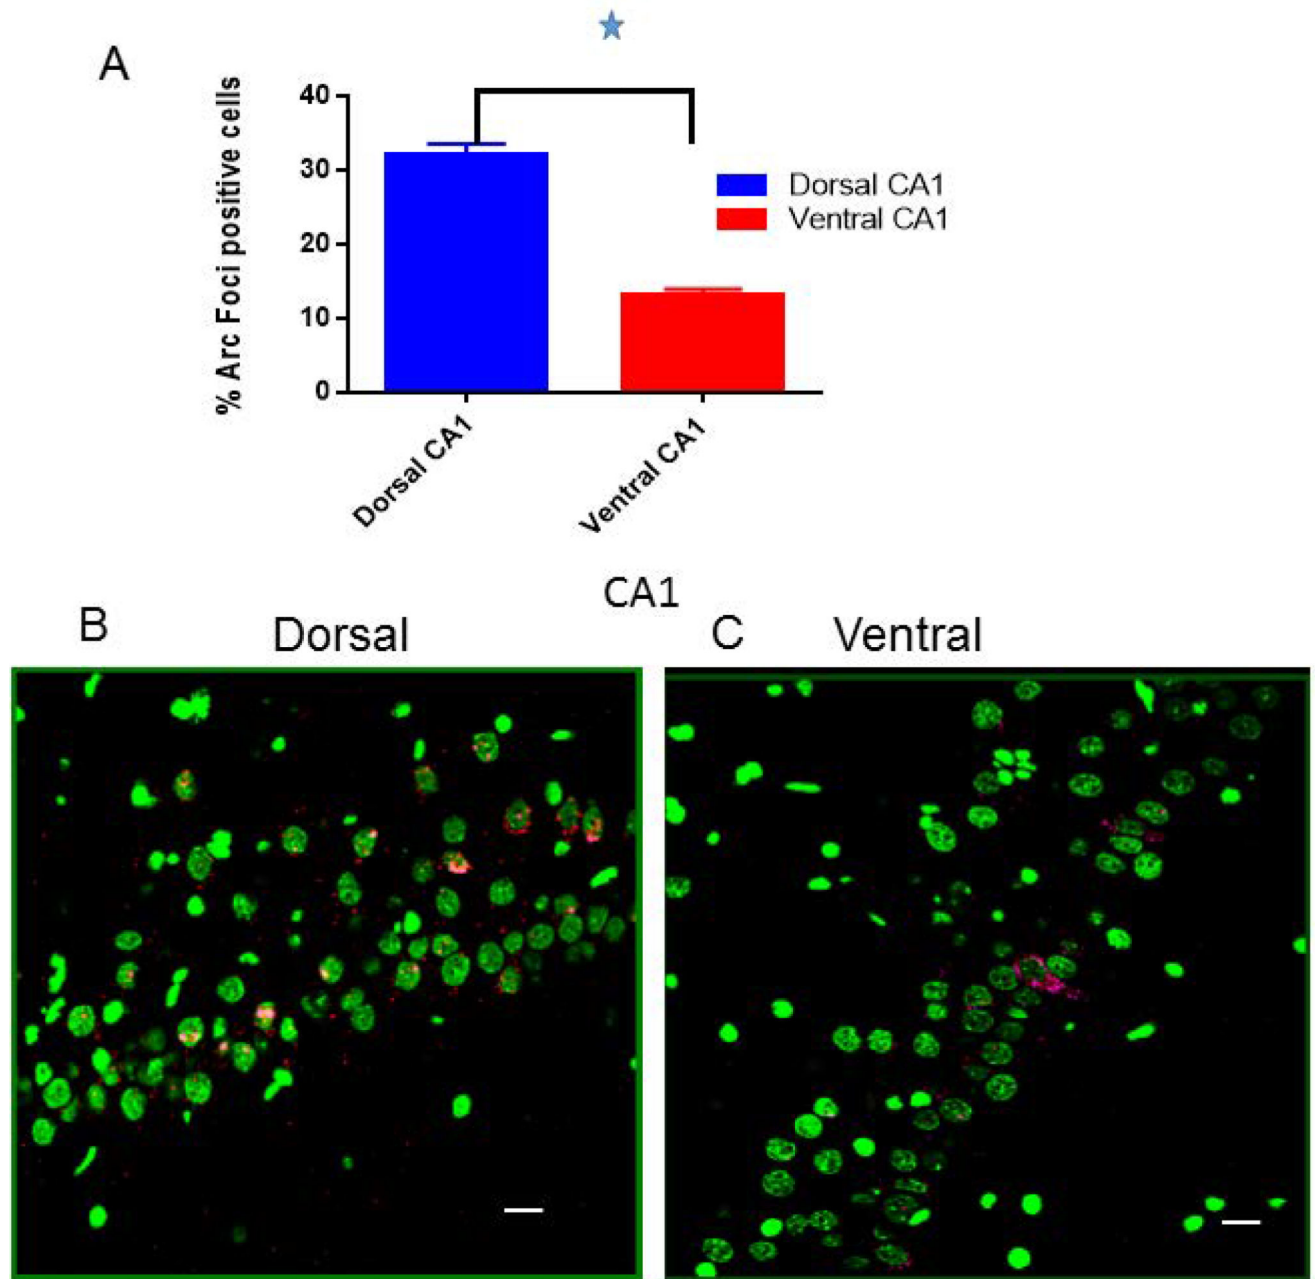 A
% Arc Foci positive cells
40
30
20
10
0
Dorsal CA1
Ventral CA1
Dorsal CA1
Ventral CA1
CA1
B Dorsal
C Ventral